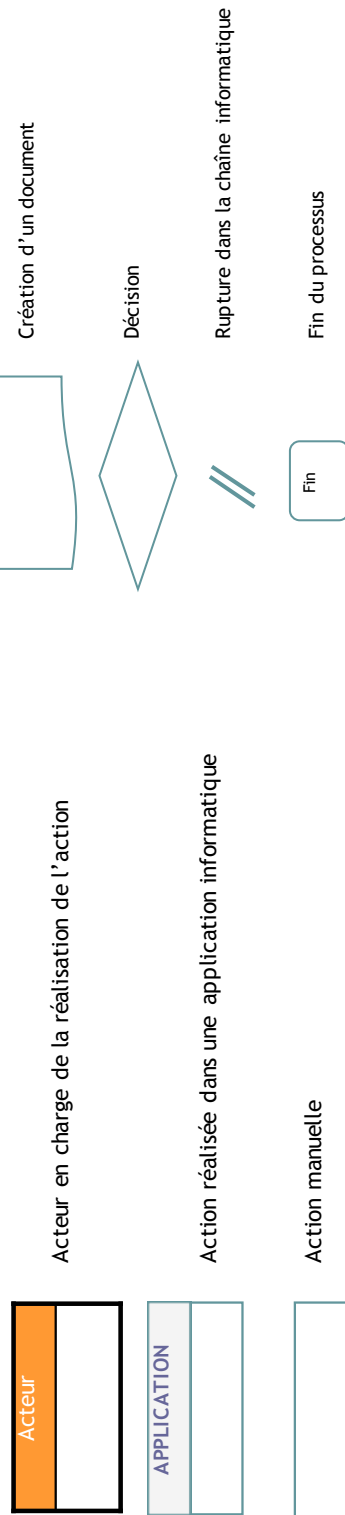 Acteur
Acteur en charge de la réalisation de l’action
APPLICATION
Action réalisée dans une application informatique
Action manuelle
Création d’un document
Décision
Rupture dans la chaîne informatique
Fin
Fin du processus